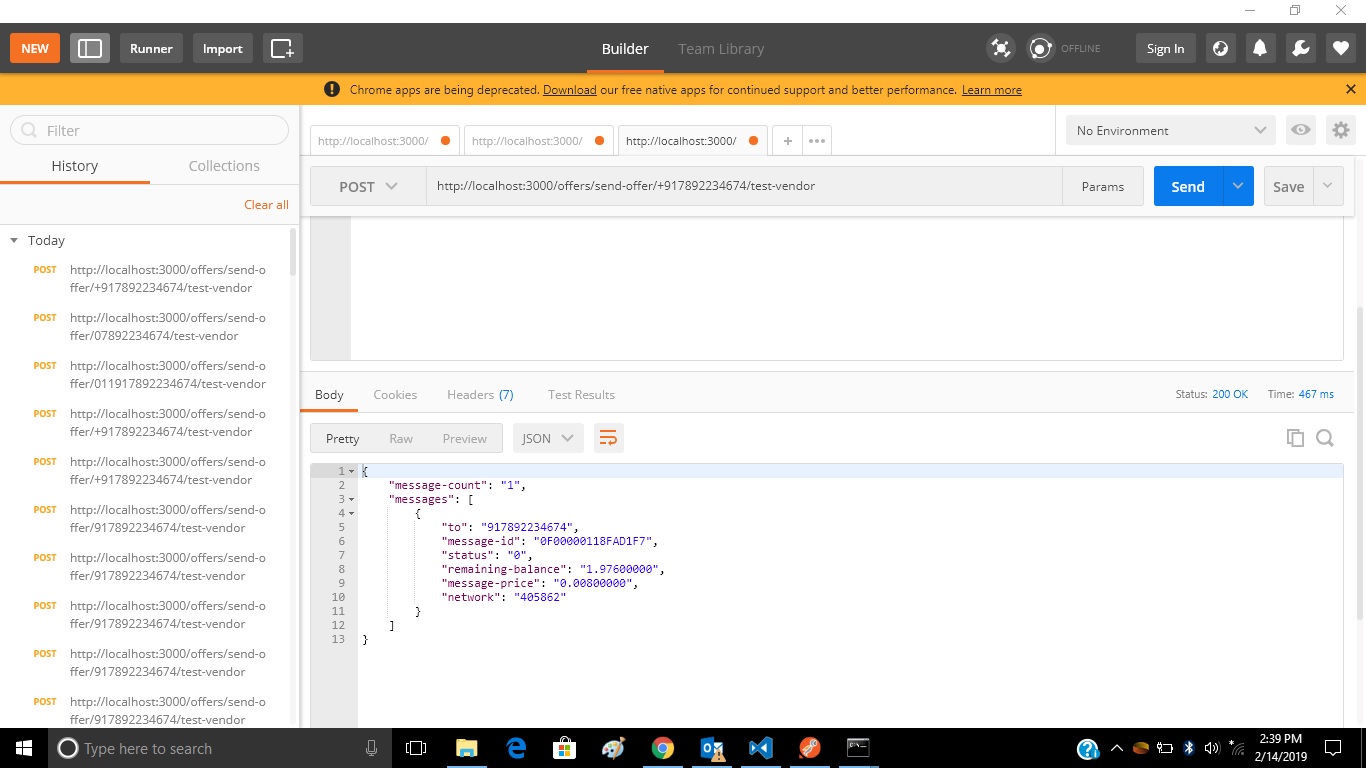 NEW
Runner
Import
Builder
Team Library
OFFLINE
Sign In
Chrome apps are being deprecated. Download our free native apps for continued support and better performance. Learn more
Filter
History
Collections
Clear all
Today
POST http://localhost:3000/offers/send-o
ffer/+917892234674/test-vendor
POST http://localhost:3000/offers/send-o
ffer/07892234674/test-vendor
POST http://localhost:3000/offers/send-o
ffer/011917892234674/test-vendor
POST http://localhost:3000/offers/send-o
ffer/+917892234674/test-vendor
POST http://localhost:3000/offers/send-o
ffer/+917892234674/test-vendor
POST http://localhost:3000/offers/send-o
ffer/917892234674/test-vendor
POST http://localhost:3000/offers/send-o
ffer/917892234674/test-vendor
POST http://localhost:3000/offers/send-o
ffer/917892234674/test-vendor
POST http://localhost:3000/offers/send-o
ffer/917892234674/test-vendor
POST http://localhost:3000/offers/send-o
ffer/917892234674/test-vendor
http://localhost:3000/
http://localhost:3000/
http://localhost:3000/
No Environment
POST
http://localhost:3000/offers/send-offer/+917892234674/test-vendor
Params
Send
Save
Body
Cookies
Headers (7)
Test Results
Status: 200 OK
Time: 467 ms
Pretty
Raw
Preview
JSON
1 {
2 "message-count": "1",
3 "messages": [
4 {
5 "to": "917892234674",
6 "message-id": "0F00000118FAD1F7",
7 "status": "0",
8 "remaining-balance": "1.97600000",
9 "message-price": "0.00800000",
10 "network": "405862"
11 }
12 ]
13 }
Type here to search
2:39 PM
2/14/2019